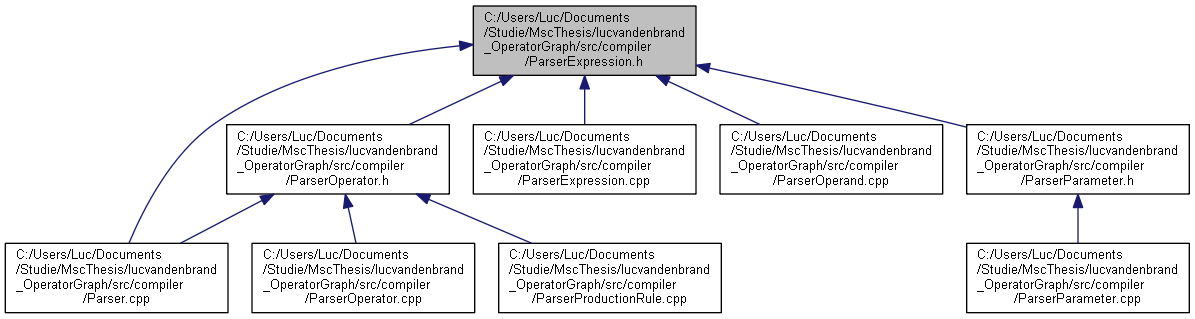 C:/Users/Luc/Documents
/Studie/MscThesis/lucvandenbrand
_OperatorGraph/src/compiler
/ParserExpression.h
C:/Users/Luc/Documents
/Studie/MscThesis/lucvandenbrand
_OperatorGraph/src/compiler
/ParserOperator.h
C:/Users/Luc/Documents
/Studie/MscThesis/lucvandenbrand
_OperatorGraph/src/compiler
/ParserExpression.cpp
C:/Users/Luc/Documents
/Studie/MscThesis/lucvandenbrand
_OperatorGraph/src/compiler
/ParserOperand.cpp
C:/Users/Luc/Documents
/Studie/MscThesis/lucvandenbrand
_OperatorGraph/src/compiler
/ParserParameter.h
C:/Users/Luc/Documents
/Studie/MscThesis/lucvandenbrand
_OperatorGraph/src/compiler
/Parser.cpp
C:/Users/Luc/Documents
/Studie/MscThesis/lucvandenbrand
_OperatorGraph/src/compiler
/ParserOperator.cpp
C:/Users/Luc/Documents
/Studie/MscThesis/lucvandenbrand
_OperatorGraph/src/compiler
/ParserProductionRule.cpp
C:/Users/Luc/Documents
/Studie/MscThesis/lucvandenbrand
_OperatorGraph/src/compiler
/ParserParameter.cpp